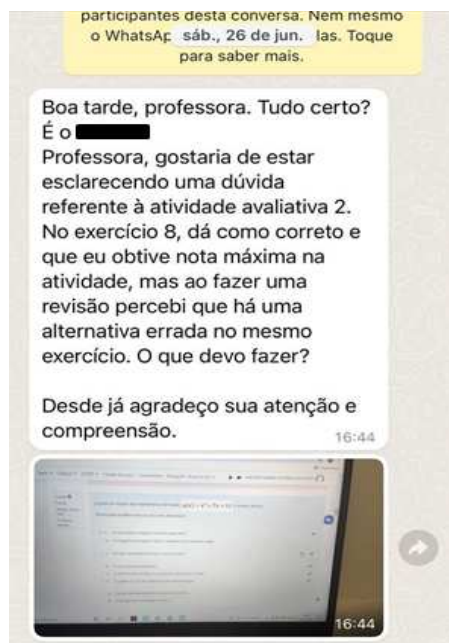 participantes desta conversa. Nem mesmo
o WhatsAp sáb., 26 de jun. las. Toque
para saber mais.
Boa tarde, professora. Tudo certo?
É o
Professora, gostaria de estar
esclarecendo uma dúvida
referente à atividade avaliativa 2.
No exercício 8, dá como correto e
que eu obtive nota máxima na
atividade, mas ao fazer uma
revisão percebi que há uma
alternativa errada no mesmo
exercício. O que devo fazer?
Desde já agradeço sua atenção e
compreensão.
16:44
16:44